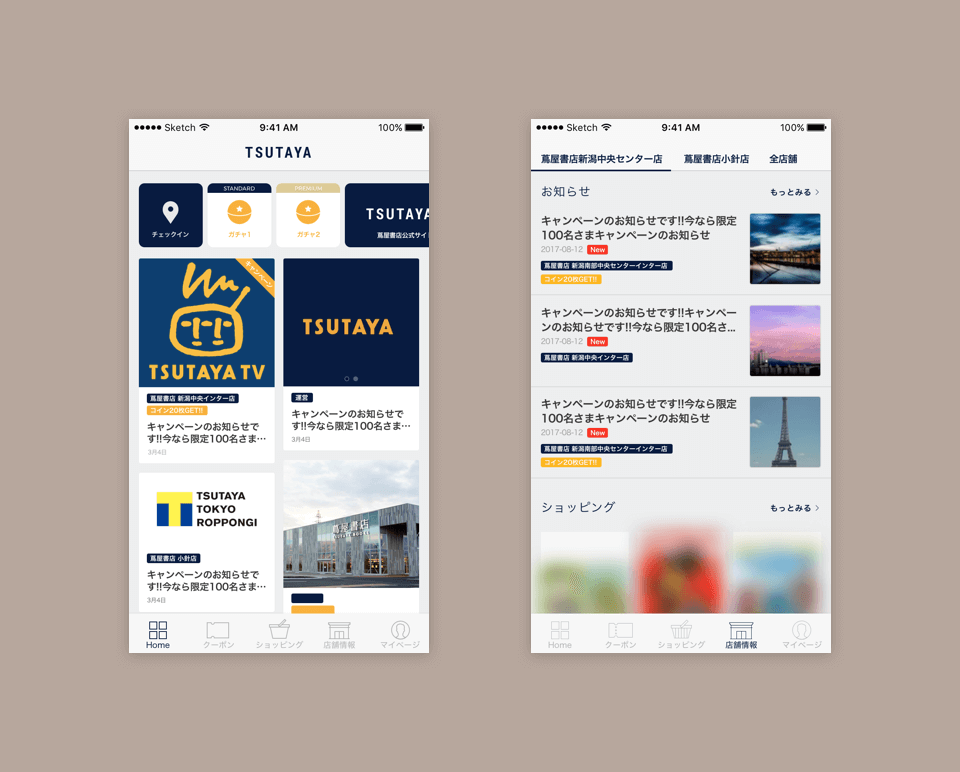 Sketch 9:41 AM 100%
TSUTAYA
チェックイン
STANDARD
ガチャ1
PREMIUM
ガチャ2
TSUTAYA
蔦屋書店公式サイ
キャンペーン
TSUTAYA TV
蔦屋書店 新潟中央インター店
コイン20枚GET!!
キャンペーンのお知らせで
す!!今なら限定100名さま…
3月4日
TSUTAYA
運営
キャンペーンのお知らせで
す!!今なら限定100名さま…
3月4日
T
TSUTAYA
TOKYO
ROPPONGI
蔦屋書店 小針店
キャンペーンのお知らせで
す!!今なら限定100名さま…
3月4日
蔦屋書店
Home クーポン ショッピング 店舗情報 マイページ
Sketch 9:41 AM 100%
蔦屋書店新潟中央センター店 蔦屋書店小針店 全店舗
お知らせ もっとみる
キャンペーンのお知らせです!!今なら限定
100名さまキャンペーンのお知らせ
2017-08-12 New
蔦屋書店 新潟南部中央センターインター店
コイン20枚GET!!
キャンペーンのお知らせです!!キャンペー
ンのお知らせです!!今なら限定100名さ…
2017-08-12 New
蔦屋書店 新潟中央インター店
キャンペーンのお知らせです!!今なら限定
100名さまキャンペーンのお知らせ
2017-08-12 New
蔦屋書店 新潟南部中央センターインター店
コイン20枚GET!!
ショッピング もっとみる
Home クーポン ショッピング 店舗情報 マイページ